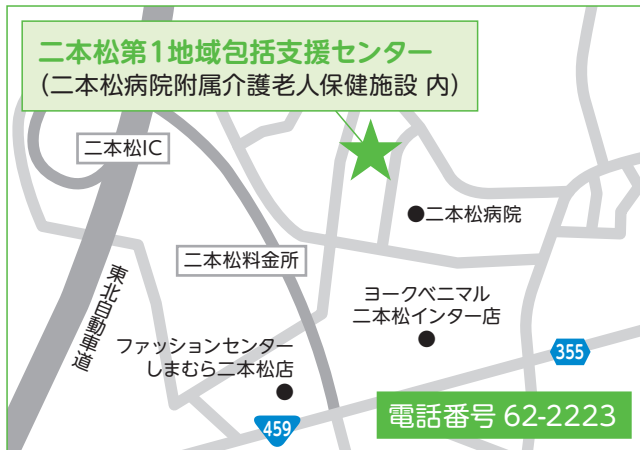 二本松第1地域包括支援センター
(二本松病院附属介護老人保健施設 内)
二本松IC
二本松病院
二本松料金所
東北自動車道
ヨークベニマル
二本松インター店
ファッションセンター
しまむら二本松店
355
459
電話番号 62-2223